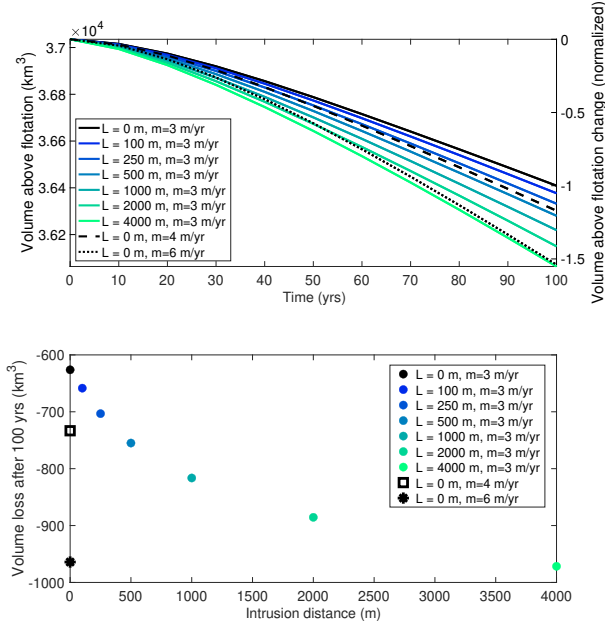 ×10⁴
3.7
3.68
3.66
3.64
3.62
Volume above flotation (km³)
0
-0.5
-1
-1.5
Volume above flotation change (normalized)
L = 0 m, m=3 m/yr
L = 100 m, m=3 m/yr
L = 250 m, m=3 m/yr
L = 500 m, m=3 m/yr
L = 1000 m, m=3 m/yr
L = 2000 m, m=3 m/yr
L = 4000 m, m=3 m/yr
L = 0 m, m=4 m/yr
L = 0 m, m=6 m/yr
0 10 20 30 40 50 60 70 80 90 100
Time (yrs)
-600
-700
-800
-900
-1000
Volume loss after 100 yrs (km³)
L = 0 m, m=3 m/yr
L = 100 m, m=3 m/yr
L = 250 m, m=3 m/yr
L = 500 m, m=3 m/yr
L = 1000 m, m=3 m/yr
L = 2000 m, m=3 m/yr
L = 4000 m, m=3 m/yr
L = 0 m, m=4 m/yr
L = 0 m, m=6 m/yr
0 500 1000 1500 2000 2500 3000 3500 4000
Intrusion distance (m)